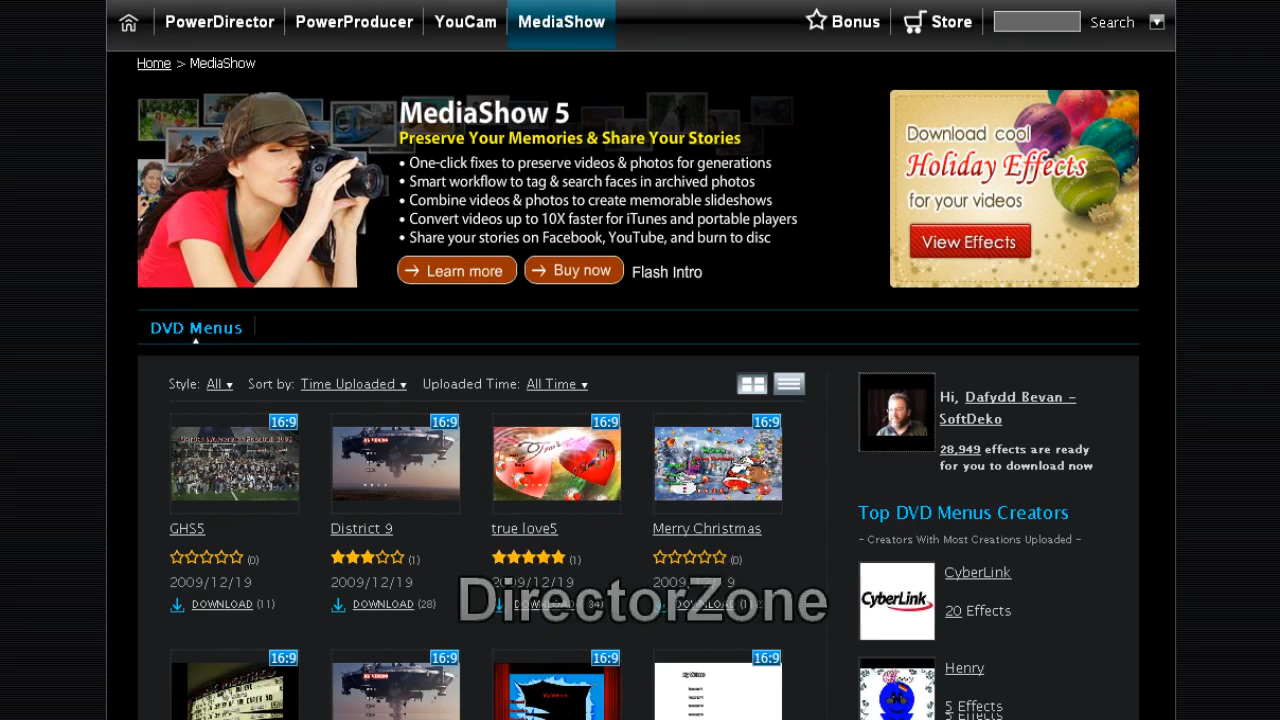 PowerDirector PowerProducer YouCam MediaShow Bonus Store Search
Home > MediaShow
MediaShow 5
Preserve Your Memories & Share Your Stories
• One-click fixes to preserve videos & photos for generations
• Smart workflow to tag & search faces in archived photos
• Combine videos & photos to create memorable slideshows
• Convert videos up to 10X faster for iTunes and portable players
• Share your stories on Facebook, YouTube, and burn to disc
Learn more Buy now Flash Intro
Download cool
Holiday Effects
for your videos
View Effects
DVD Menus
Style: All Sort by: Time Uploaded Uploaded Time: All Time
16:9 16:9 16:9 16:9
GHS5 District 9 true love5 Merry Christmas
(0) (1) (1) (0)
2009/12/19 2009/12/19 2009/12/19 2009/12/19
DOWNLOAD (11) DOWNLOAD (28) DOWNLOAD (34) DOWNLOAD
DirectorZone
16:9 16:9 16:9 16:9
Hi, Dafydd Bevan -
SoftDeko
28,949 effects are ready
for you to download now
Top DVD Menus Creators
- Creators With Most Creations Uploaded -
CyberLink
CyberLink
20 Effects
Henry
5 Effects